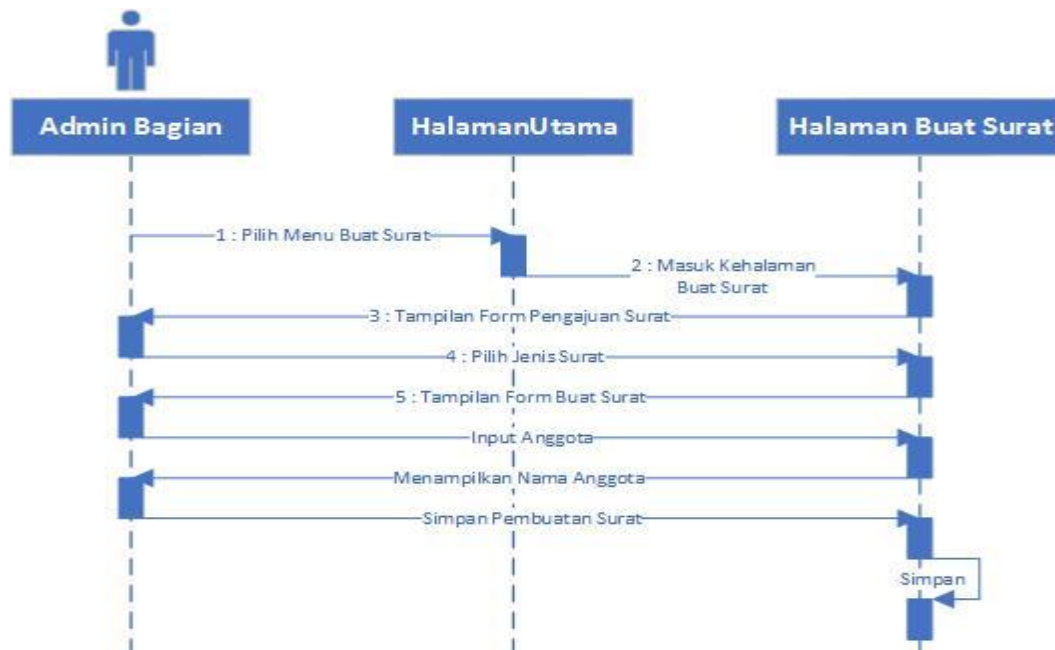 Admin Bagian
HalamanUtama
Halaman Buat Surat
1 : Pilih Menu Buat Surat
2 : Masuk Kehalaman
Buat Surat
3 : Tampilan Form Pengajuan Surat
4 : Pilih Jenis Surat
5 : Tampilan Form Buat Surat
Input Anggota
Menampilkan Nama Anggota
Simpan Pembuatan Surat
Simpan